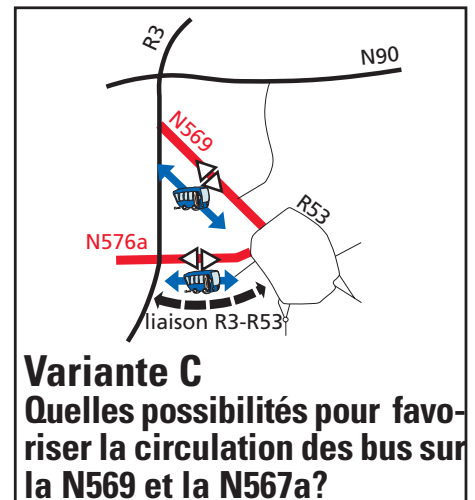 R3
N90
N569
R53
N576a
liaison R3-R53
Variante C
Quelles possibilités pour favo-
riser la circulation des bus sur
la N569 et la N567a?